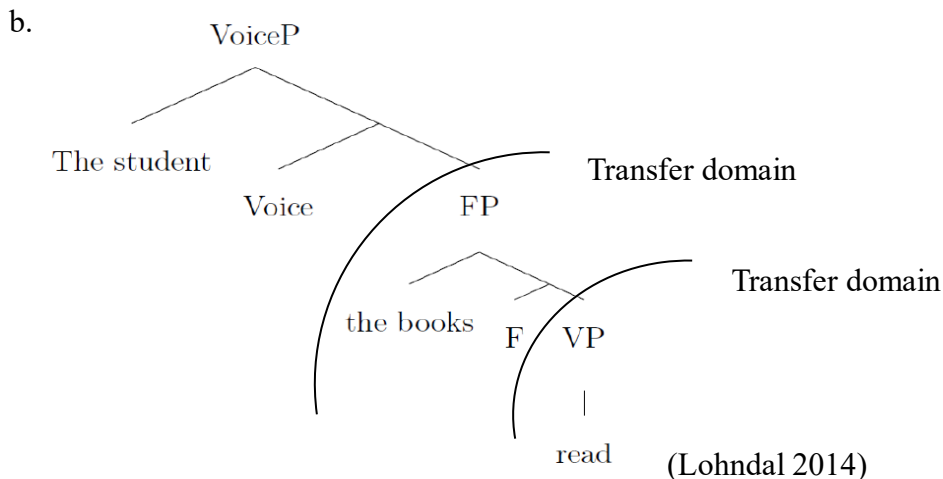 b.
VoiceP
The student
Voice
FP
Transfer domain
the books
F
VP
Transfer domain
read
(Lohndal 2014)